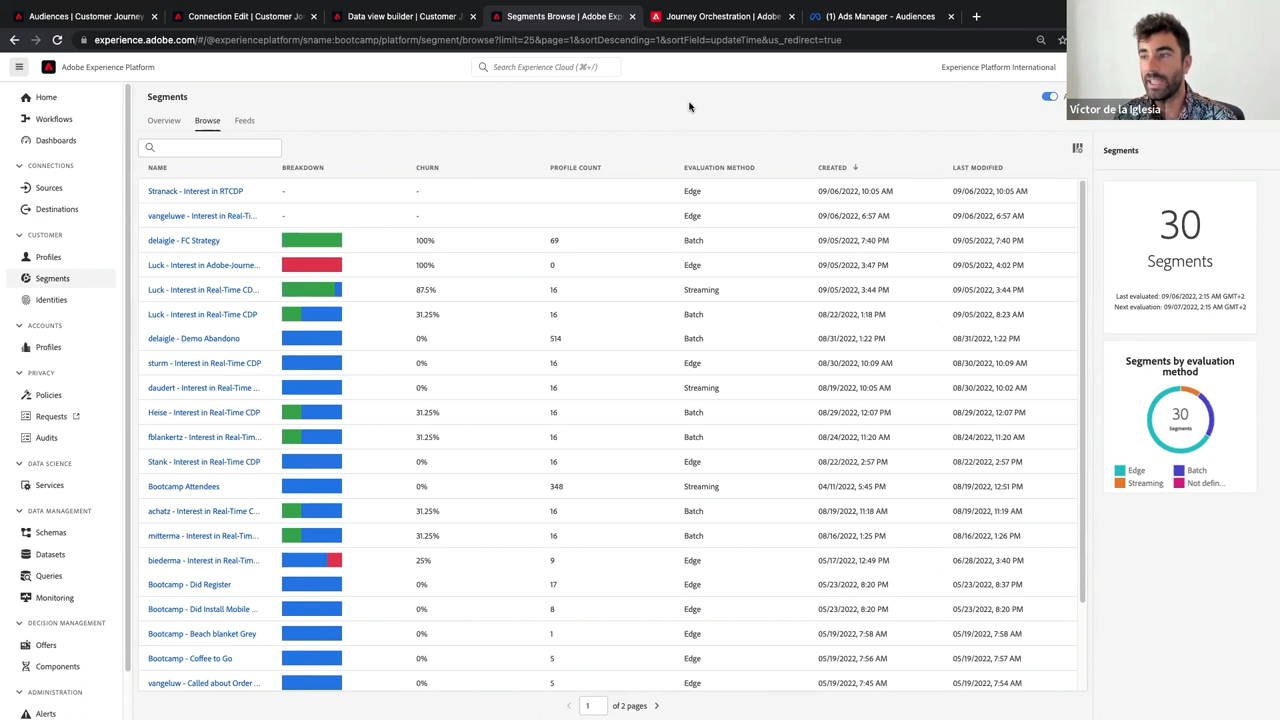 Audiences | Customer Journey
Connection Edit | Customer Jo
Data view builder | Customer J
Segments Browse | Adobe Exp
Journey Orchestration | Adobe
(1) Ads Manager - Audiences
experience.adobe.com/#/@experienceplatform/sname:bootcamp/platform/segment/browse?limit=25&page=1&sortDescending=1&sortField=updateTime&us_redirect=true
Adobe Experience Platform
Search Experience Cloud (⌘+/)
Experience Platform International
Víctor de la Iglesia
Home
Workflows
Dashboards
CONNECTIONS
Sources
Destinations
CUSTOMER
Profiles
Segments
Identities
ACCOUNTS
Profiles
PRIVACY
Policies
Requests
Audits
DATA SCIENCE
Services
DATA MANAGEMENT
Schemas
Datasets
Queries
Monitoring
DECISION MANAGEMENT
Offers
Components
ADMINISTRATION
Alerts
Segments
Overview Browse Feeds
NAME BREAKDOWN CHURN PROFILE COUNT EVALUATION METHOD CREATED ↓ LAST MODIFIED
Stranack - Interest in RTCDP - - Edge 09/06/2022, 10:05 AM 09/06/2022, 10:05 AM
vangeluwe - Interest in Real-Ti... - - Edge 09/06/2022, 6:57 AM 09/06/2022, 6:57 AM
delaigle - FC Strategy 100% 69 Batch 09/05/2022, 7:40 PM 09/05/2022, 7:40 PM
Luck - Interest in Adobe-Journe... 100% 0 Edge 09/05/2022, 3:47 PM 09/05/2022, 4:02 PM
Luck - Interest in Real-Time CD... 87.5% 16 Streaming 09/05/2022, 3:44 PM 09/05/2022, 3:44 PM
Luck - Interest in Real-Time CDP 31.25% 16 Batch 08/22/2022, 1:18 PM 09/05/2022, 8:23 AM
delaigle - Demo Abandono 0% 514 Batch 08/31/2022, 1:22 PM 08/31/2022, 1:22 PM
sturm - Interest in Real-Time CDP 0% 16 Edge 08/30/2022, 10:09 AM 08/30/2022, 10:09 AM
daudert - Interest in Real-Time ... 0% 16 Streaming 08/19/2022, 10:05 AM 08/30/2022, 10:02 AM
Heise - Interest in Real-Time CDP 31.25% 16 Batch 08/29/2022, 12:07 PM 08/29/2022, 12:07 PM
fblankertz - Interest in Real-Tim... 31.25% 16 Batch 08/24/2022, 11:20 AM 08/24/2022, 11:20 AM
Stank - Interest in Real-Time CDP 0% 16 Edge 08/22/2022, 2:57 PM 08/22/2022, 2:57 PM
Bootcamp Attendees 0% 348 Streaming 04/11/2022, 5:45 PM 08/19/2022, 12:51 PM
achatz - Interest in Real-Time C... 31.25% 16 Batch 08/19/2022, 11:18 AM 08/19/2022, 11:19 AM
mitterma - Interest in Real-Tim... 31.25% 16 Batch 08/16/2022, 1:25 PM 08/16/2022, 1:26 PM
biederma - Interest in Real-Tim... 25% 9 Edge 05/17/2022, 12:49 PM 06/28/2022, 3:40 PM
Bootcamp - Did Register 0% 17 Edge 05/23/2022, 8:20 PM 05/23/2022, 8:37 PM
Bootcamp - Did Install Mobile ... 0% 8 Edge 05/23/2022, 8:20 PM 05/23/2022, 8:20 PM
Bootcamp - Beach blanket Grey 0% 1 Edge 05/19/2022, 7:58 AM 05/19/2022, 7:58 AM
Bootcamp - Coffee to Go 0% 5 Edge 05/19/2022, 7:56 AM 05/19/2022, 7:57 AM
vangeluw - Called about Order ... 0% 5 Edge 05/19/2022, 7:45 AM 05/19/2022, 7:54 AM
1 of 2 pages
Segments
30
Segments
Last evaluated: 09/06/2022, 2:15 AM GMT+2
Next evaluation: 09/07/2022, 2:15 AM GMT+2
Segments by evaluation
method
30
Segments
Edge Batch
Streaming Not defin...